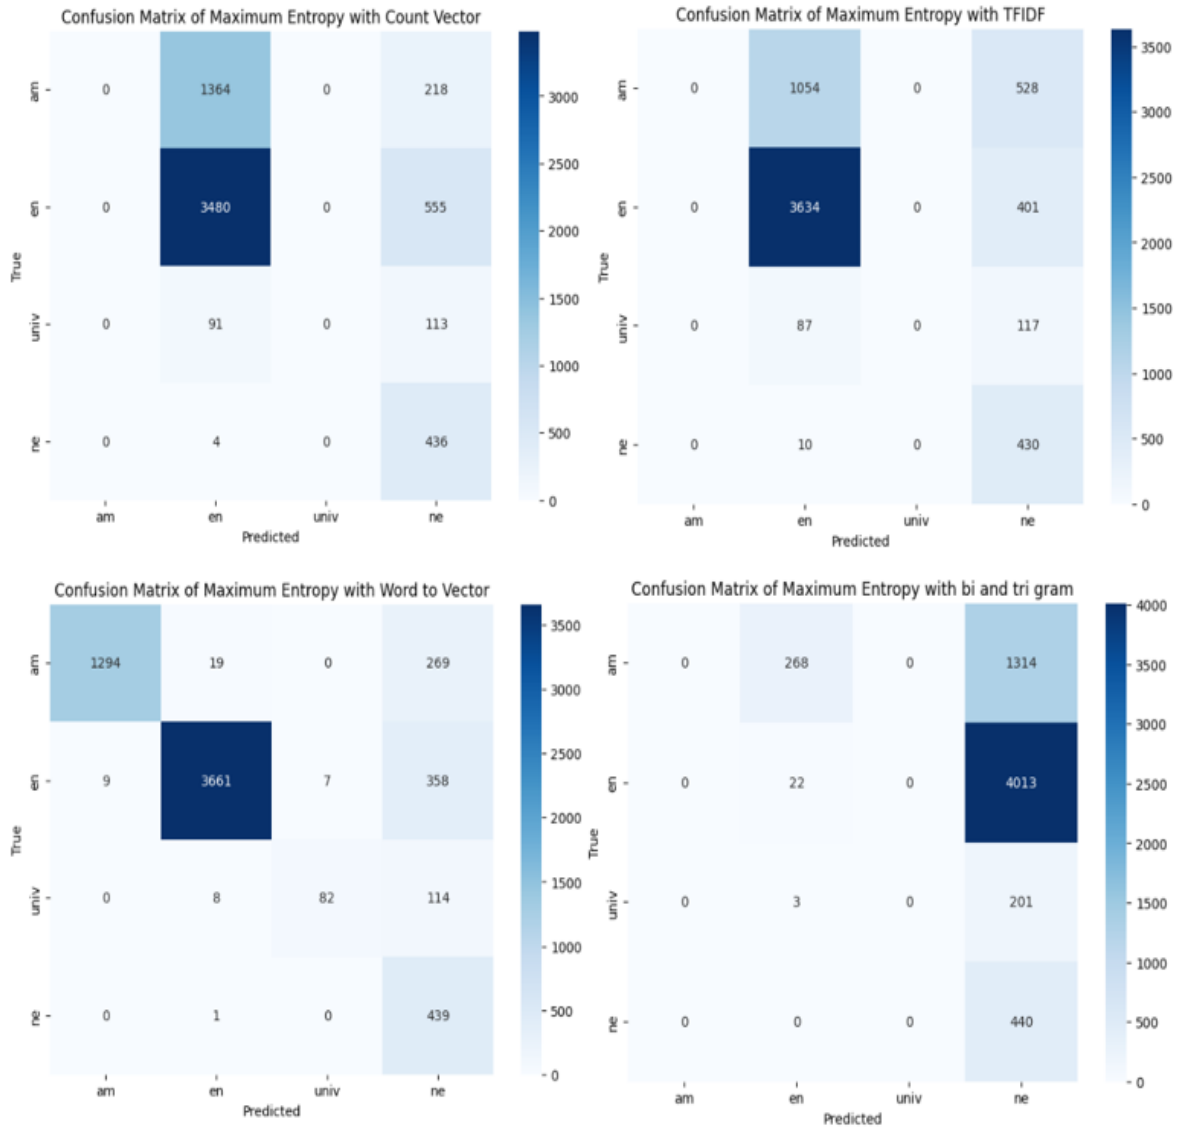 Confusion Matrix of Maximum Entropy with Count Vector
am 0 1364 0 218
en 0 3480 0 555
univ 0 91 0 113
ne 0 4 0 436
am en univ ne
Predicted
True
3000
2500
2000
1500
1000
500
0
Confusion Matrix of Maximum Entropy with TFIDF
am 0 1054 0 528
en 0 3634 0 401
univ 0 87 0 117
ne 0 10 0 430
am en univ ne
Predicted
True
3500
3000
2500
2000
1500
1000
500
0
Confusion Matrix of Maximum Entropy with Word to Vector
am 1294 19 0 269
en 9 3661 7 358
univ 0 8 82 114
ne 0 1 0 439
am en univ ne
Predicted
True
3500
3000
2500
2000
1500
1000
500
0
Confusion Matrix of Maximum Entropy with bi and tri gram
am 0 268 0 1314
en 0 22 0 4013
univ 0 3 0 201
ne 0 0 0 440
am en univ ne
Predicted
True
4000
3500
3000
2500
2000
1500
1000
500
0